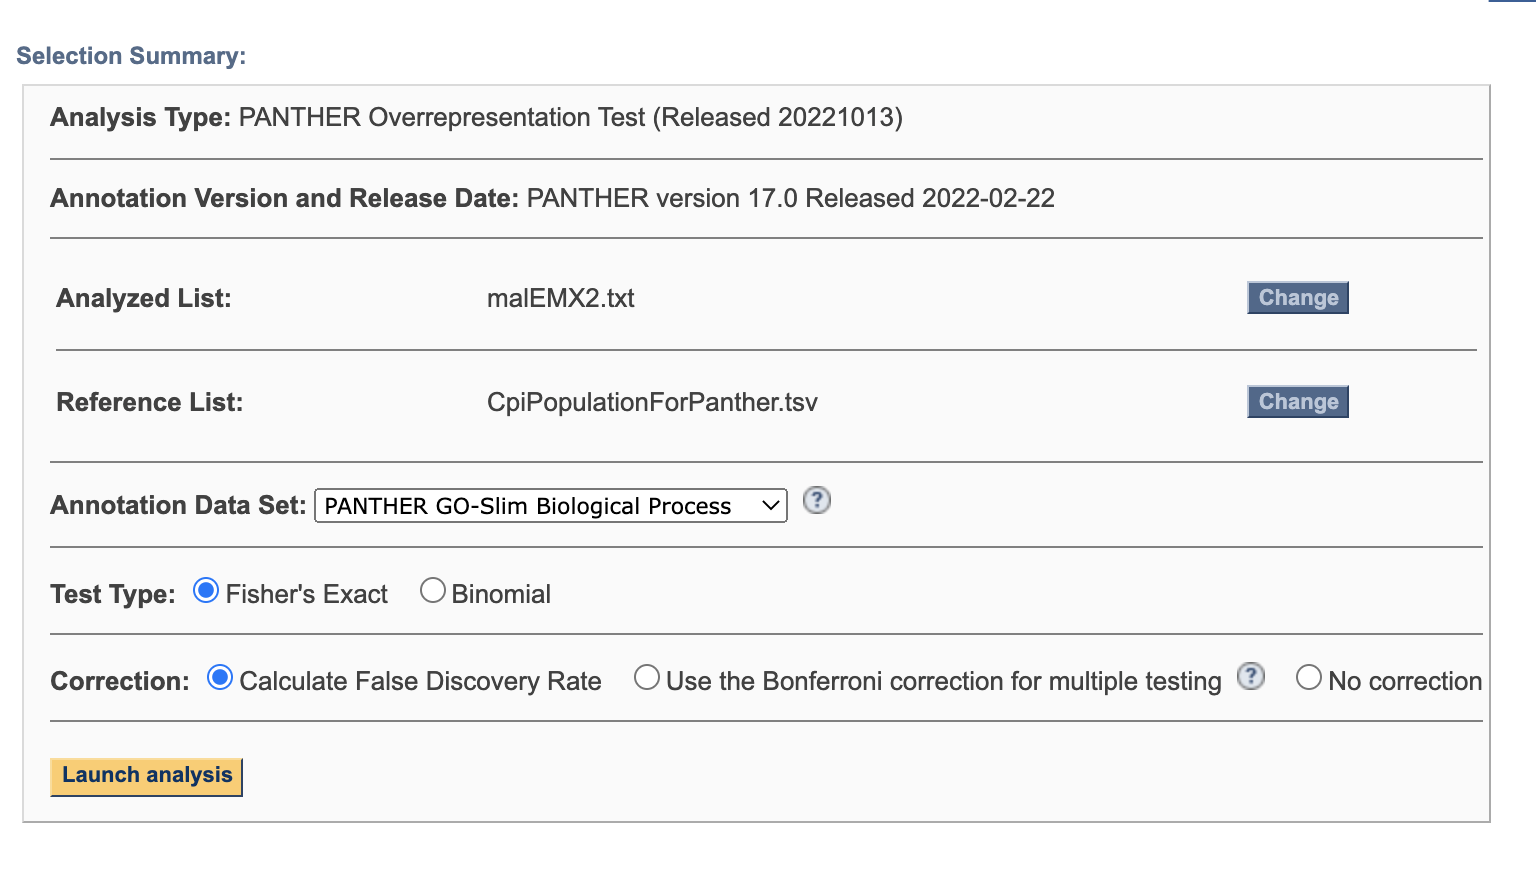 Selection Summary:
Analysis Type: PANTHER Overrepresentation Test (Released 20221013)
Annotation Version and Release Date: PANTHER version 17.0 Released 2022-02-22
Analyzed List: malEMX2.txt Change
Reference List: CpiPopulationForPanther.tsv Change
Annotation Data Set: PANTHER GO-Slim Biological Process ?
Test Type: Fisher's Exact Binomial
Correction: Calculate False Discovery Rate Use the Bonferroni correction for multiple testing ? No correction
Launch analysis